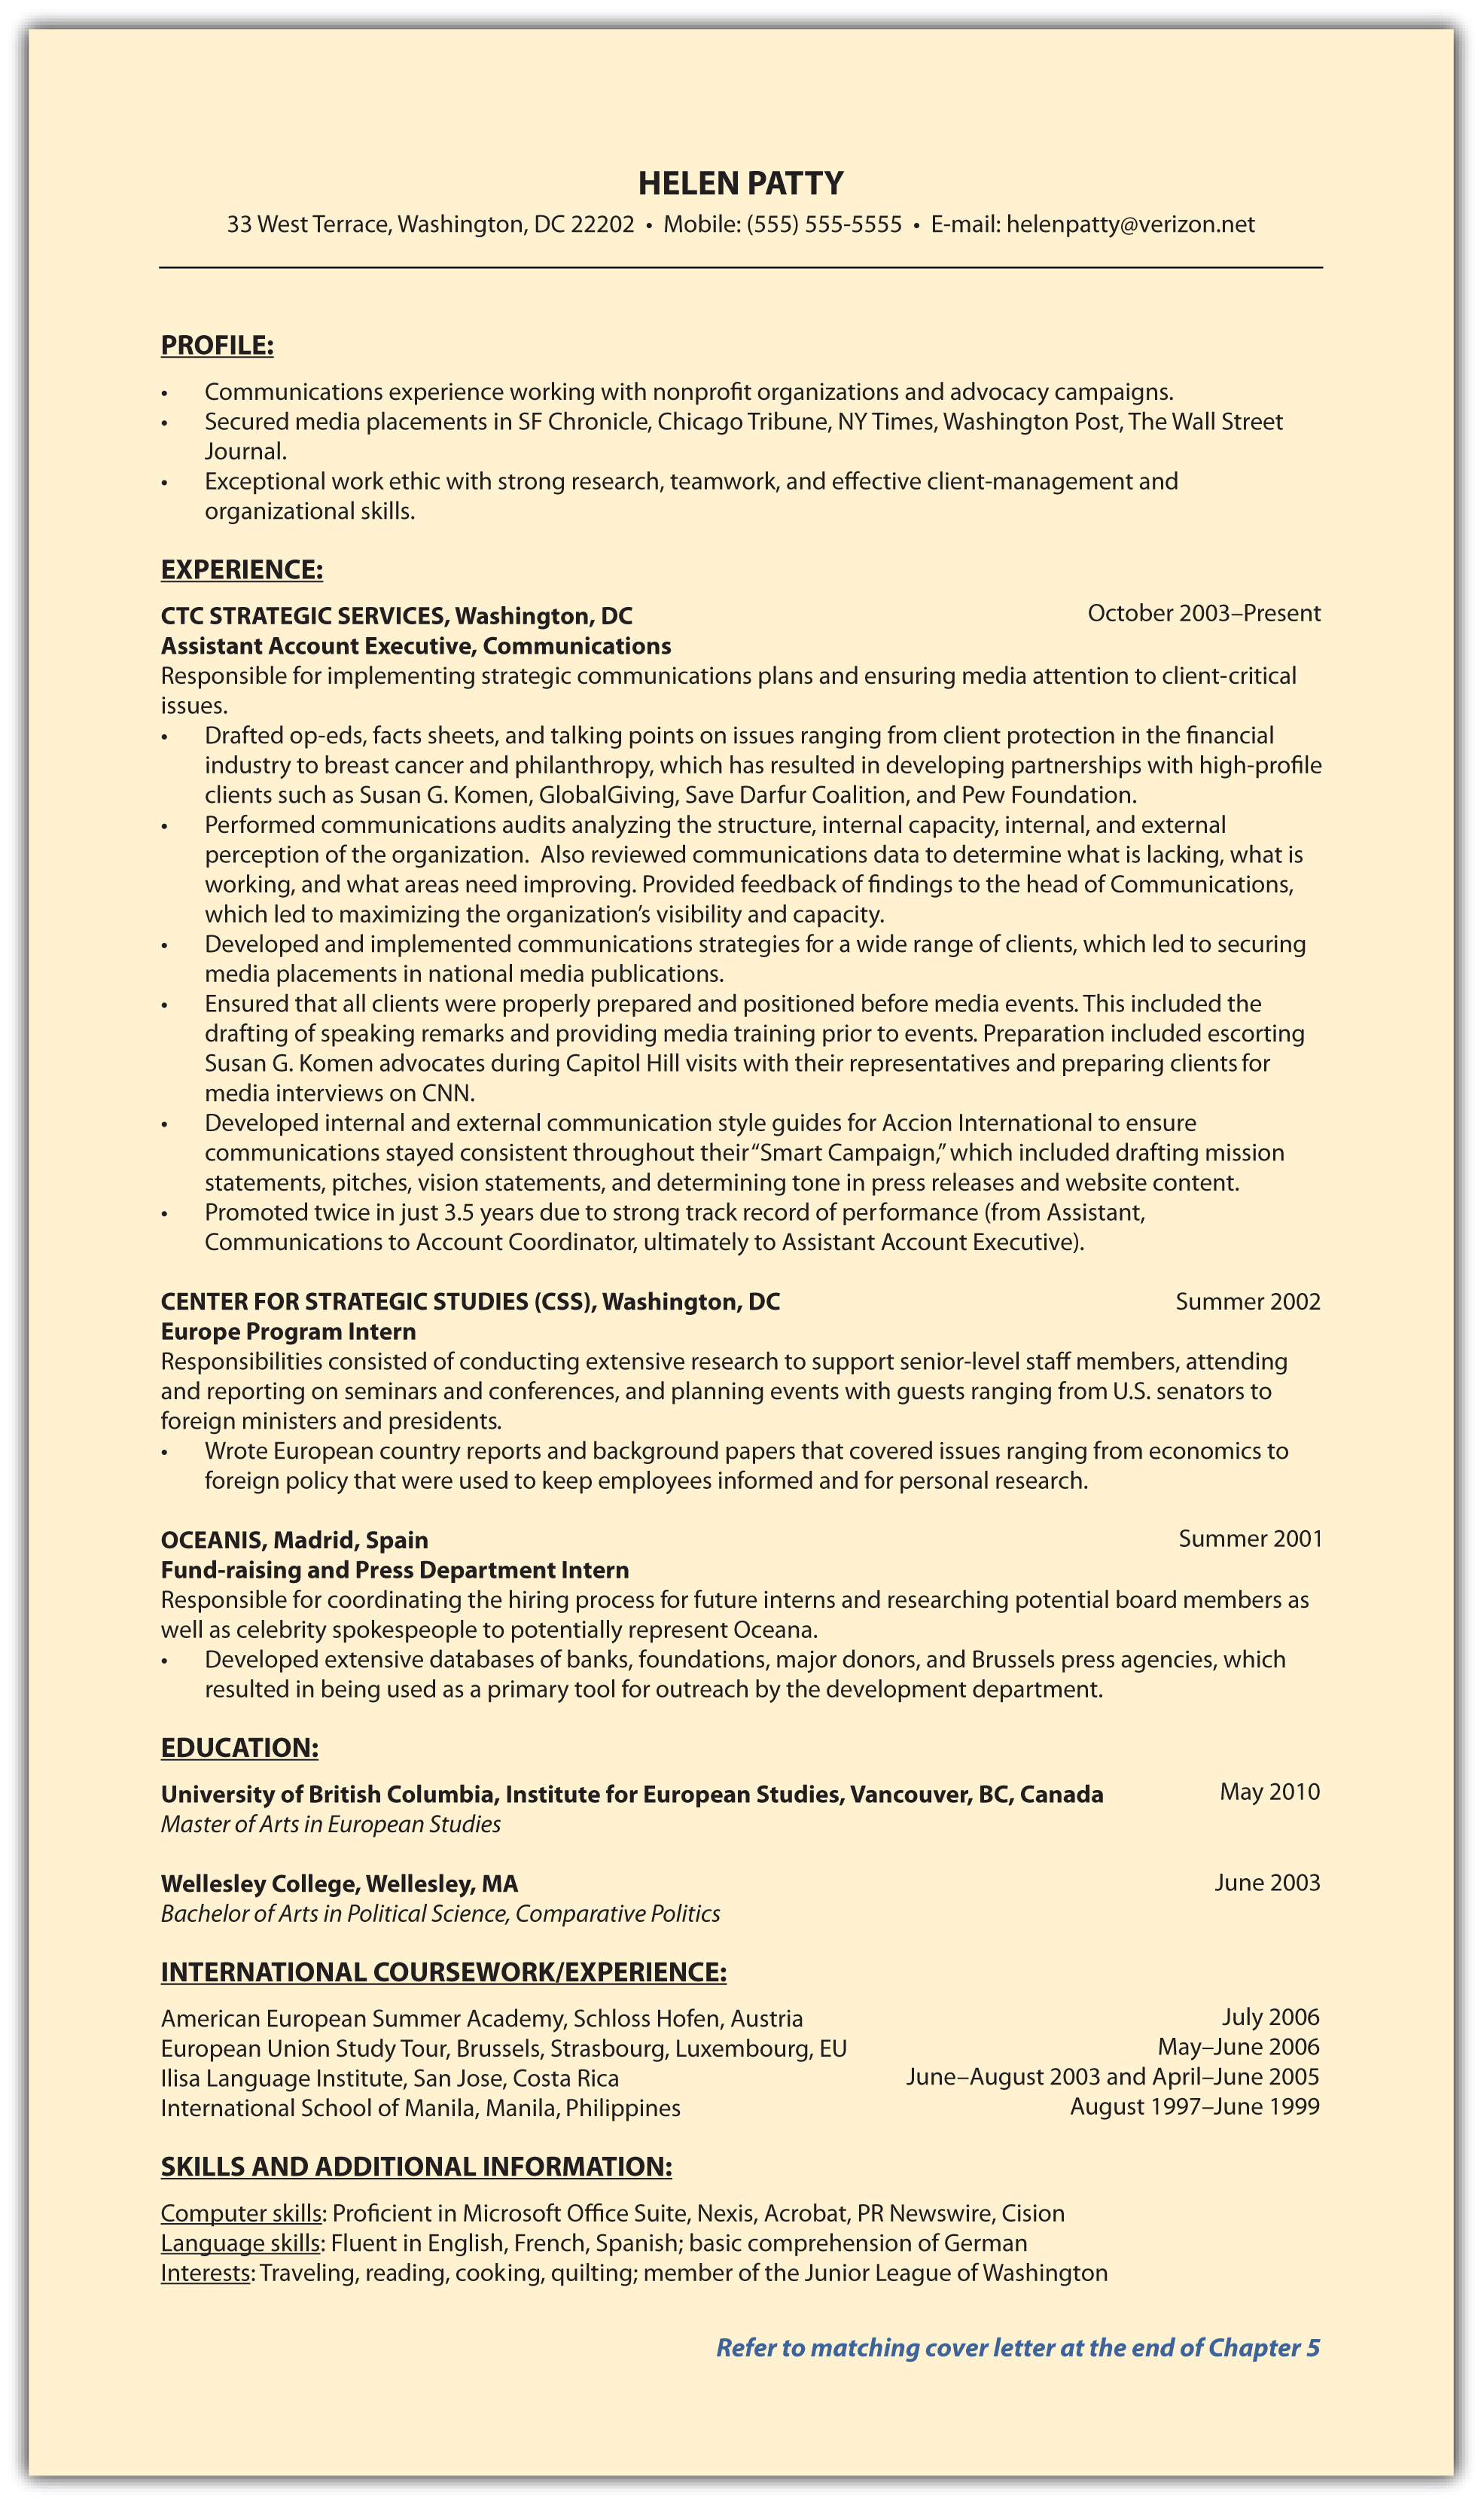 HELEN PATTY
33 West Terrace, Washington, DC 22202 • Mobile: (555) 555-5555 • E-mail: helenpatty@verizon.net
PROFILE:
• Communications experience working with nonprofit organizations and advocacy campaigns.
• Secured media placements in SF Chronicle, Chicago Tribune, NY Times, Washington Post, The Wall Street
Journal.
• Exceptional work ethic with strong research, teamwork, and effective client-management and
organizational skills.
EXPERIENCE:
CTC STRATEGIC SERVICES, Washington, DC October 2003–Present
Assistant Account Executive, Communications
Responsible for implementing strategic communications plans and ensuring media attention to client-critical
issues.
• Drafted op-eds, facts sheets, and talking points on issues ranging from client protection in the financial
industry to breast cancer and philanthropy, which has resulted in developing partnerships with high-profile
clients such as Susan G. Komen, GlobalGiving, Save Darfur Coalition, and Pew Foundation.
• Performed communications audits analyzing the structure, internal capacity, internal, and external
perception of the organization. Also reviewed communications data to determine what is lacking, what is
working, and what areas need improving. Provided feedback of findings to the head of Communications,
which led to maximizing the organization's visibility and capacity.
• Developed and implemented communications strategies for a wide range of clients, which led to securing
media placements in national media publications.
• Ensured that all clients were properly prepared and positioned before media events. This included the
drafting of speaking remarks and providing media training prior to events. Preparation included escorting
Susan G. Komen advocates during Capitol Hill visits with their representatives and preparing clients for
media interviews on CNN.
• Developed internal and external communication style guides for Accion International to ensure
communications stayed consistent throughout their “Smart Campaign,” which included drafting mission
statements, pitches, vision statements, and determining tone in press releases and website content.
• Promoted twice in just 3.5 years due to strong track record of performance (from Assistant,
Communications to Account Coordinator, ultimately to Assistant Account Executive).
CENTER FOR STRATEGIC STUDIES (CSS), Washington, DC Summer 2002
Europe Program Intern
Responsibilities consisted of conducting extensive research to support senior-level staff members, attending
and reporting on seminars and conferences, and planning events with guests ranging from U.S. senators to
foreign ministers and presidents.
• Wrote European country reports and background papers that covered issues ranging from economics to
foreign policy that were used to keep employees informed and for personal research.
OCEANIS, Madrid, Spain Summer 2001
Fund-raising and Press Department Intern
Responsible for coordinating the hiring process for future interns and researching potential board members as
well as celebrity spokespeople to potentially represent Oceana.
• Developed extensive databases of banks, foundations, major donors, and Brussels press agencies, which
resulted in being used as a primary tool for outreach by the development department.
EDUCATION:
University of British Columbia, Institute for European Studies, Vancouver, BC, Canada May 2010
Master of Arts in European Studies
Wellesley College, Wellesley, MA June 2003
Bachelor of Arts in Political Science, Comparative Politics
INTERNATIONAL COURSEWORK/EXPERIENCE:
American European Summer Academy, Schloss Hofen, Austria July 2006
European Union Study Tour, Brussels, Strasbourg, Luxembourg, EU May–June 2006
Ilisa Language Institute, San Jose, Costa Rica June–August 2003 and April–June 2005
International School of Manila, Manila, Philippines August 1997–June 1999
SKILLS AND ADDITIONAL INFORMATION:
Computer skills: Proficient in Microsoft Office Suite, Nexis, Acrobat, PR Newswire, Cision
Language skills: Fluent in English, French, Spanish; basic comprehension of German
Interests: Traveling, reading, cooking, quilting; member of the Junior League of Washington
Refer to matching cover letter at the end of Chapter 5